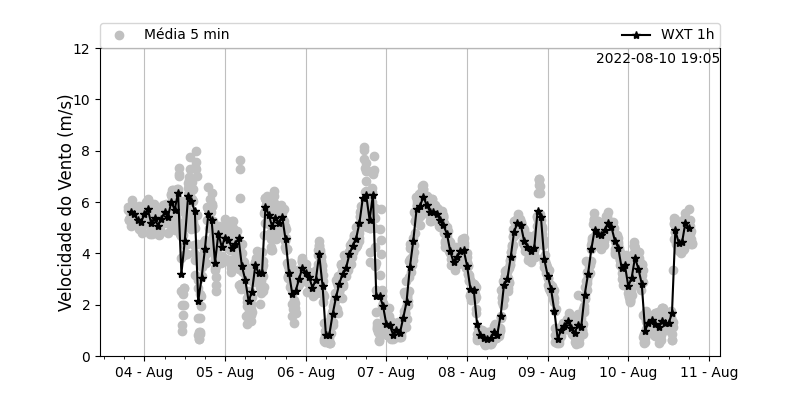 Média 5 min
WXT 1h
2022-08-10 19:05
Velocidade do Vento (m/s)
12
10
8
6
4
2
0
04 - Aug
05 - Aug
06 - Aug
07 - Aug
08 - Aug
09 - Aug
10 - Aug
11 - Aug